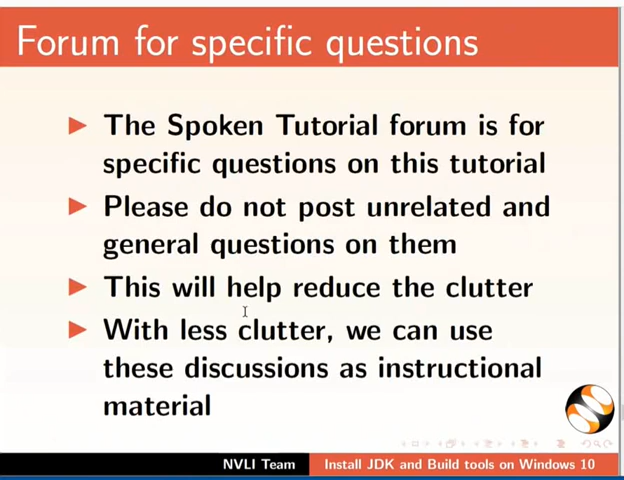 Forum for specific questions
The Spoken Tutorial forum is for
specific questions on this tutorial
Please do not post unrelated and
general questions on them
This will help reduce the clutter
With less clutter, we can use
these discussions as instructional
material
NVLI Team Install JDK and Build tools on Windows 10